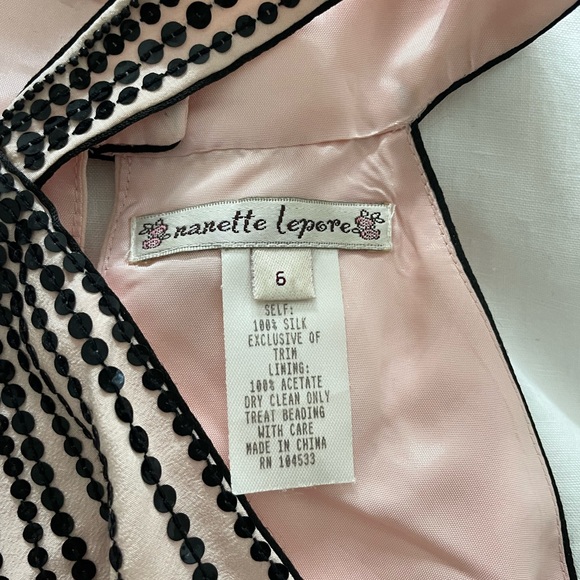 nanette lepore
6
SELF:
100% SILK
EXCLUSIVE OF
TRIM
LINING:
100% ACETATE
DRY CLEAN ONLY
TREAT BEADING
WITH CARE
MADE IN CHINA
RN 104533